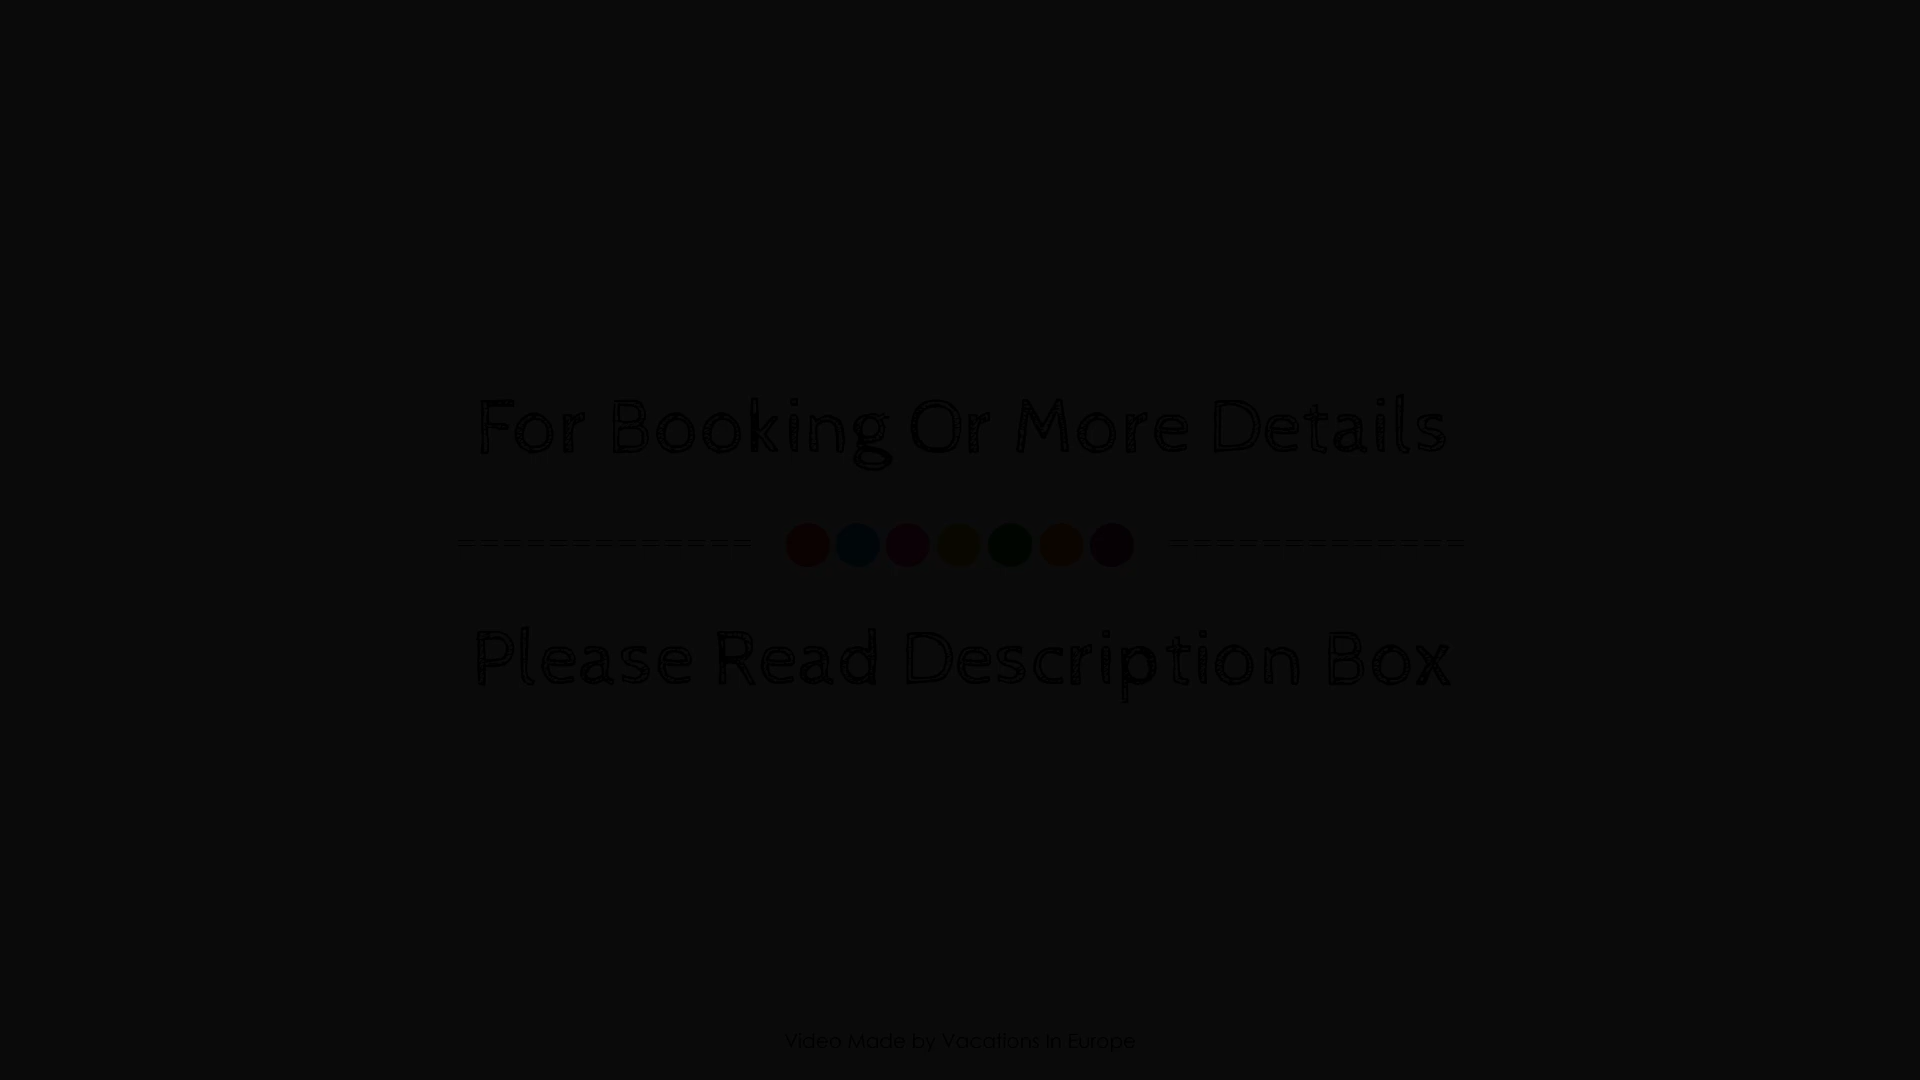 For Booking Or More Details
Please Read Description Box
Video Made by Vacations In Europe